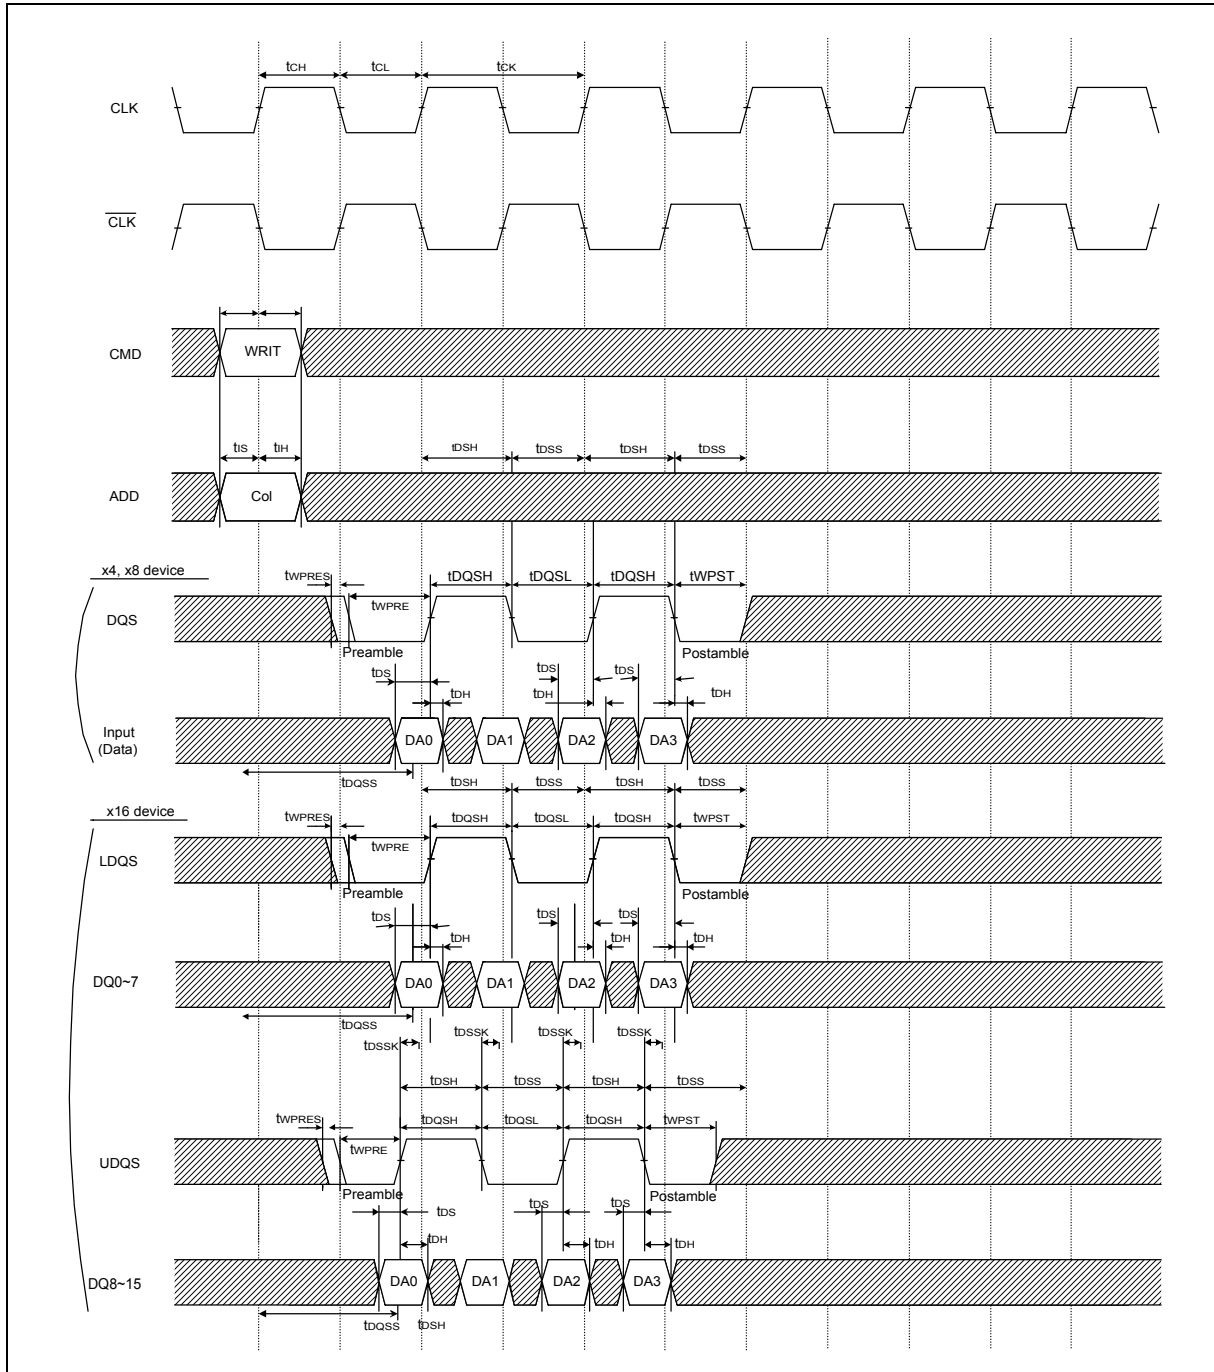 tCH tCL tCK
CLK
CLK
CMD WRIT
tIS tIH tDSH tDSS tDSH tDSS
ADD Col
x4, x8 device
tWPRES tDQSH tDQSL tDQSH tWPST
tWPRE
DQS
Preamble Postamble
tDS tDS tDS
tDH tDH tDH
Input
(Data)
DA0 DA1 DA2 DA3
tDQSS tDSH tDSS tDSH tDSS
x16 device
tWPRES tDQSH tDQSL tDQSH tWPST
tWPRE
LDQS
Preamble Postamble
tDS tDS tDS
tDH tDH tDH
DQ0~7 DA0 DA1 DA2 DA3
tDQSS
tDSSK tDSSK tDSSK tDSSK
tDSH tDSS tDSH tDSS
tWPRES tDQSH tDQSL tDQSH tWPST
tWPRE
UDQS
Preamble Postamble
tDS tDS tDS
tDH tDH tDH
DQ8~15 DA0 DA1 DA2 DA3
tDQSS tDSH